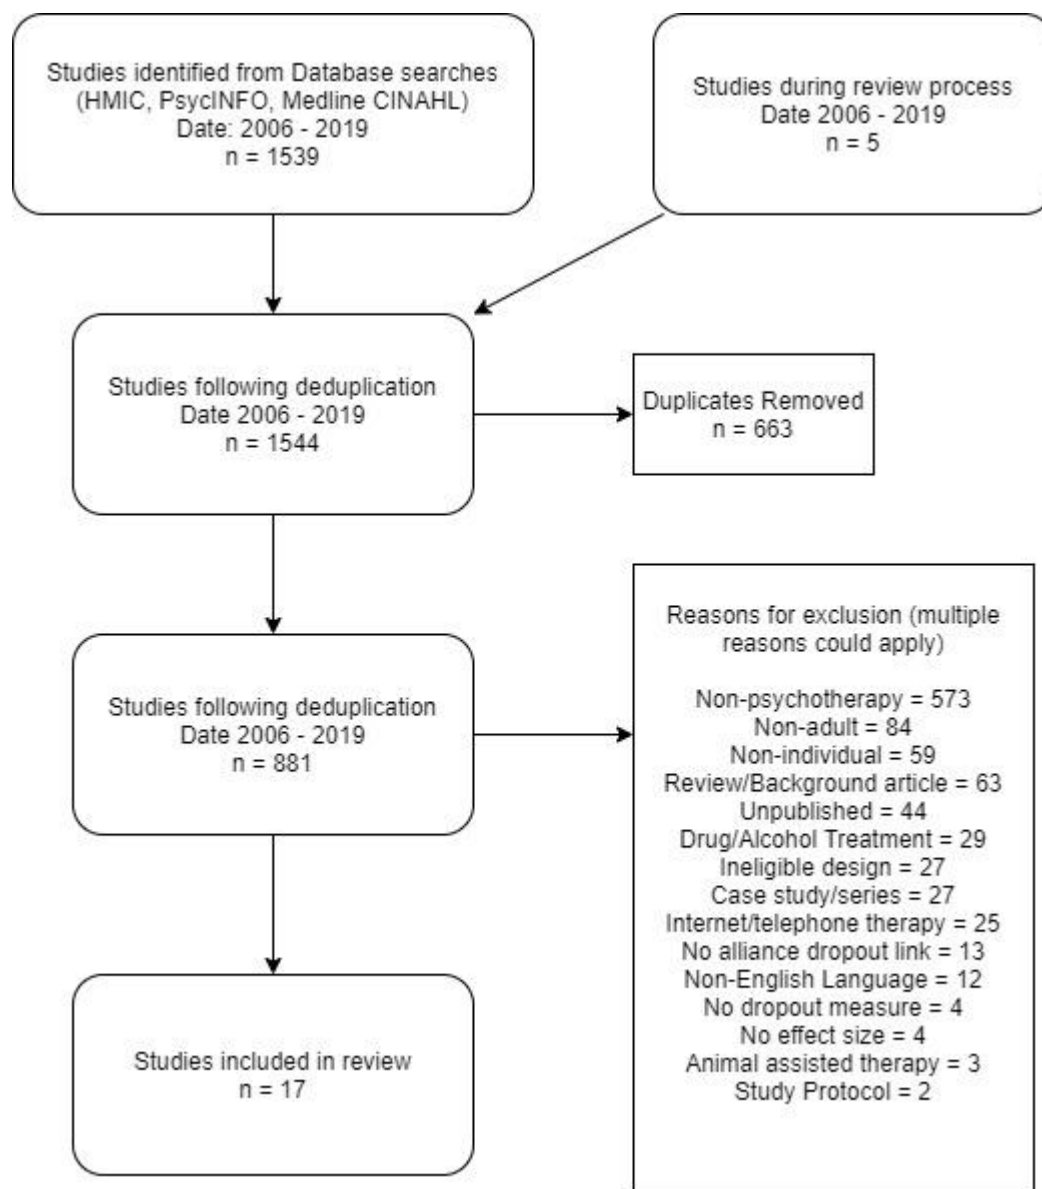 Studies identified from Database searches
(HMIC, PsycINFO, Medline CINAHL)
Date: 2006 - 2019
n = 1539
Studies during review process
Date 2006 - 2019
n = 5
Studies following deduplication
Date 2006 - 2019
n = 1544
Duplicates Removed
n = 663
Studies following deduplication
Date 2006 - 2019
n = 881
Reasons for exclusion (multiple
reasons could apply)
Non-psychotherapy = 573
Non-adult = 84
Non-individual = 59
Review/Background article = 63
Unpublished = 44
Drug/Alcohol Treatment = 29
Ineligible design = 27
Case study/series = 27
Internet/telephone therapy = 25
No alliance dropout link = 13
Non-English Language = 12
No dropout measure = 4
No effect size = 4
Animal assisted therapy = 3
Study Protocol = 2
Studies included in review
n = 17